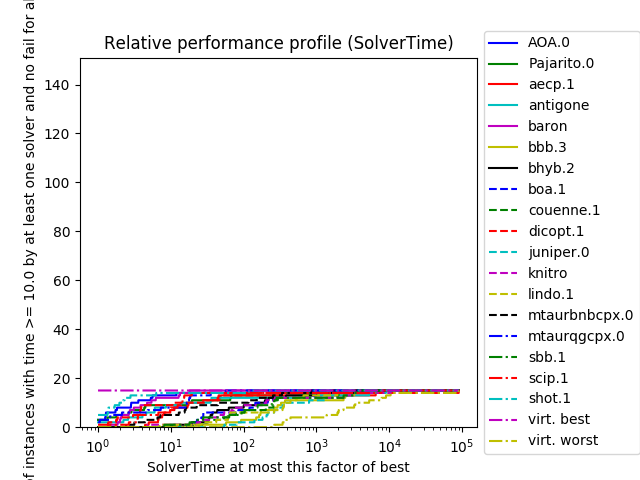 Relative performance profile (SolverTime)
of instances with time >= 10.0 by at least one solver and no fail for al
140
120
100
80
60
40
20
0
10^0 10^1 10^2 10^3 10^4 10^5
SolverTime at most this factor of best
AOA.0
Pajarito.0
aecp.1
antigone
baron
bbb.3
bhyb.2
boa.1
couenne.1
dicopt.1
juniper.0
knitro
lindo.1
mtaurbnbcpx.0
mtaurqgcpx.0
sbb.1
scip.1
shot.1
virt. best
virt. worst